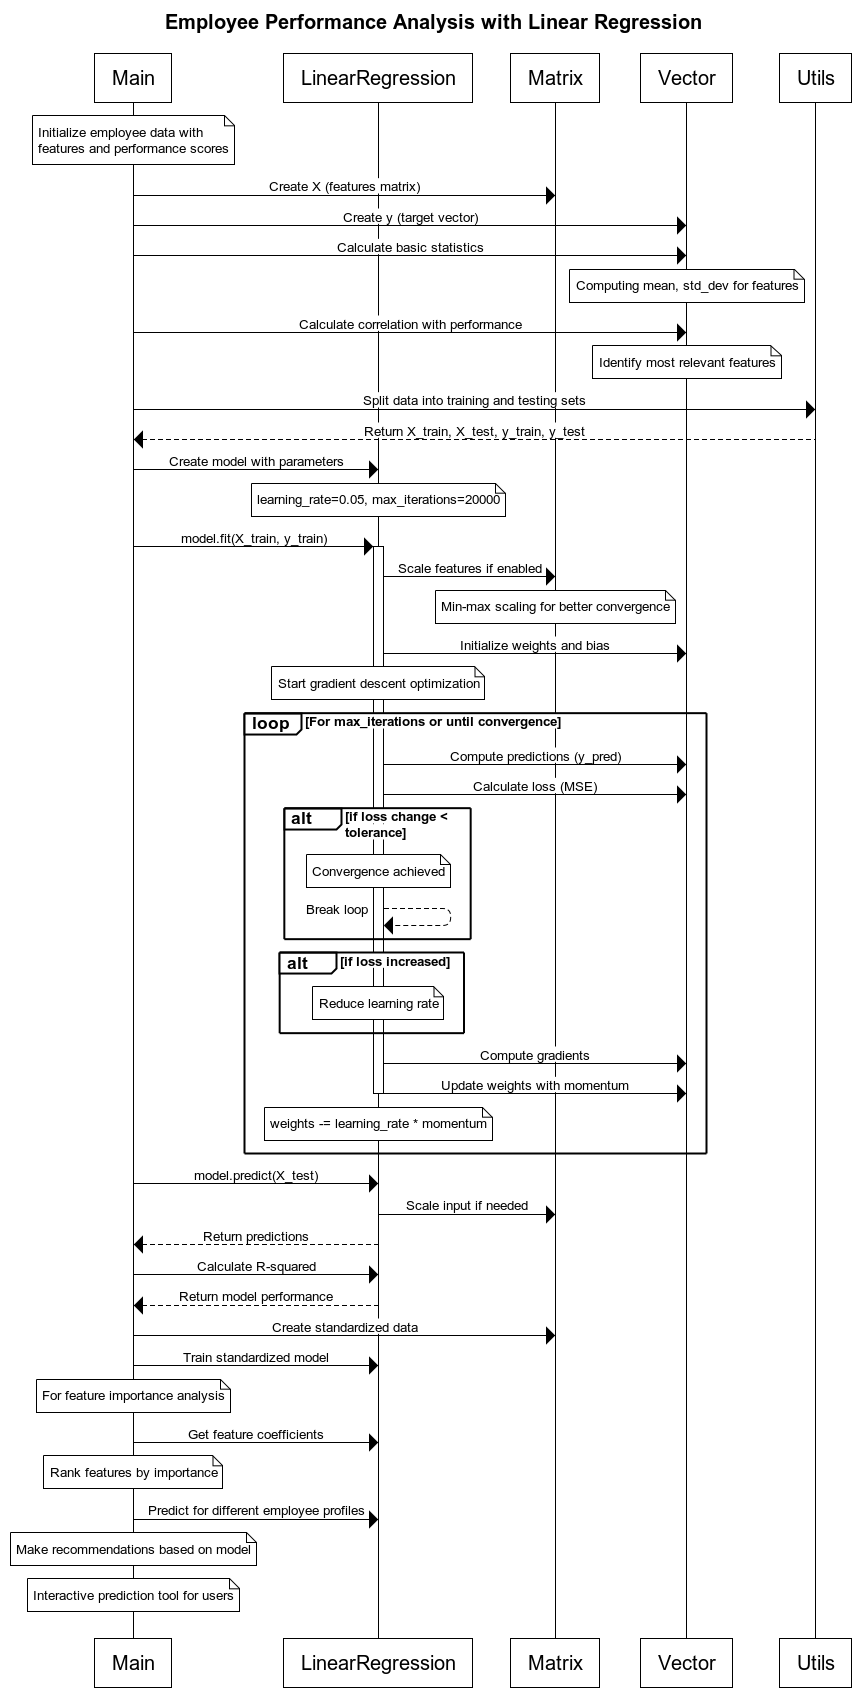 Employee Performance Analysis with Linear Regression
Main
LinearRegression
Matrix
Vector
Utils
Initialize employee data with
features and performance scores
Create X (features matrix)
Create y (target vector)
Calculate basic statistics
Computing mean, std_dev for features
Calculate correlation with performance
Identify most relevant features
Split data into training and testing sets
Return X_train, X_test, y_train, y_test
Create model with parameters
learning_rate=0.05, max_iterations=20000
model.fit(X_train, y_train)
Scale features if enabled
Min-max scaling for better convergence
Initialize weights and bias
Start gradient descent optimization
loop [For max_iterations or until convergence]
Compute predictions (y_pred)
Calculate loss (MSE)
alt [if loss change <
tolerance]
Convergence achieved
Break loop
alt [if loss increased]
Reduce learning rate
Compute gradients
Update weights with momentum
weights -= learning_rate * momentum
model.predict(X_test)
Scale input if needed
Return predictions
Calculate R-squared
Return model performance
Create standardized data
Train standardized model
For feature importance analysis
Get feature coefficients
Rank features by importance
Predict for different employee profiles
Make recommendations based on model
Interactive prediction tool for users
Main
LinearRegression
Matrix
Vector
Utils